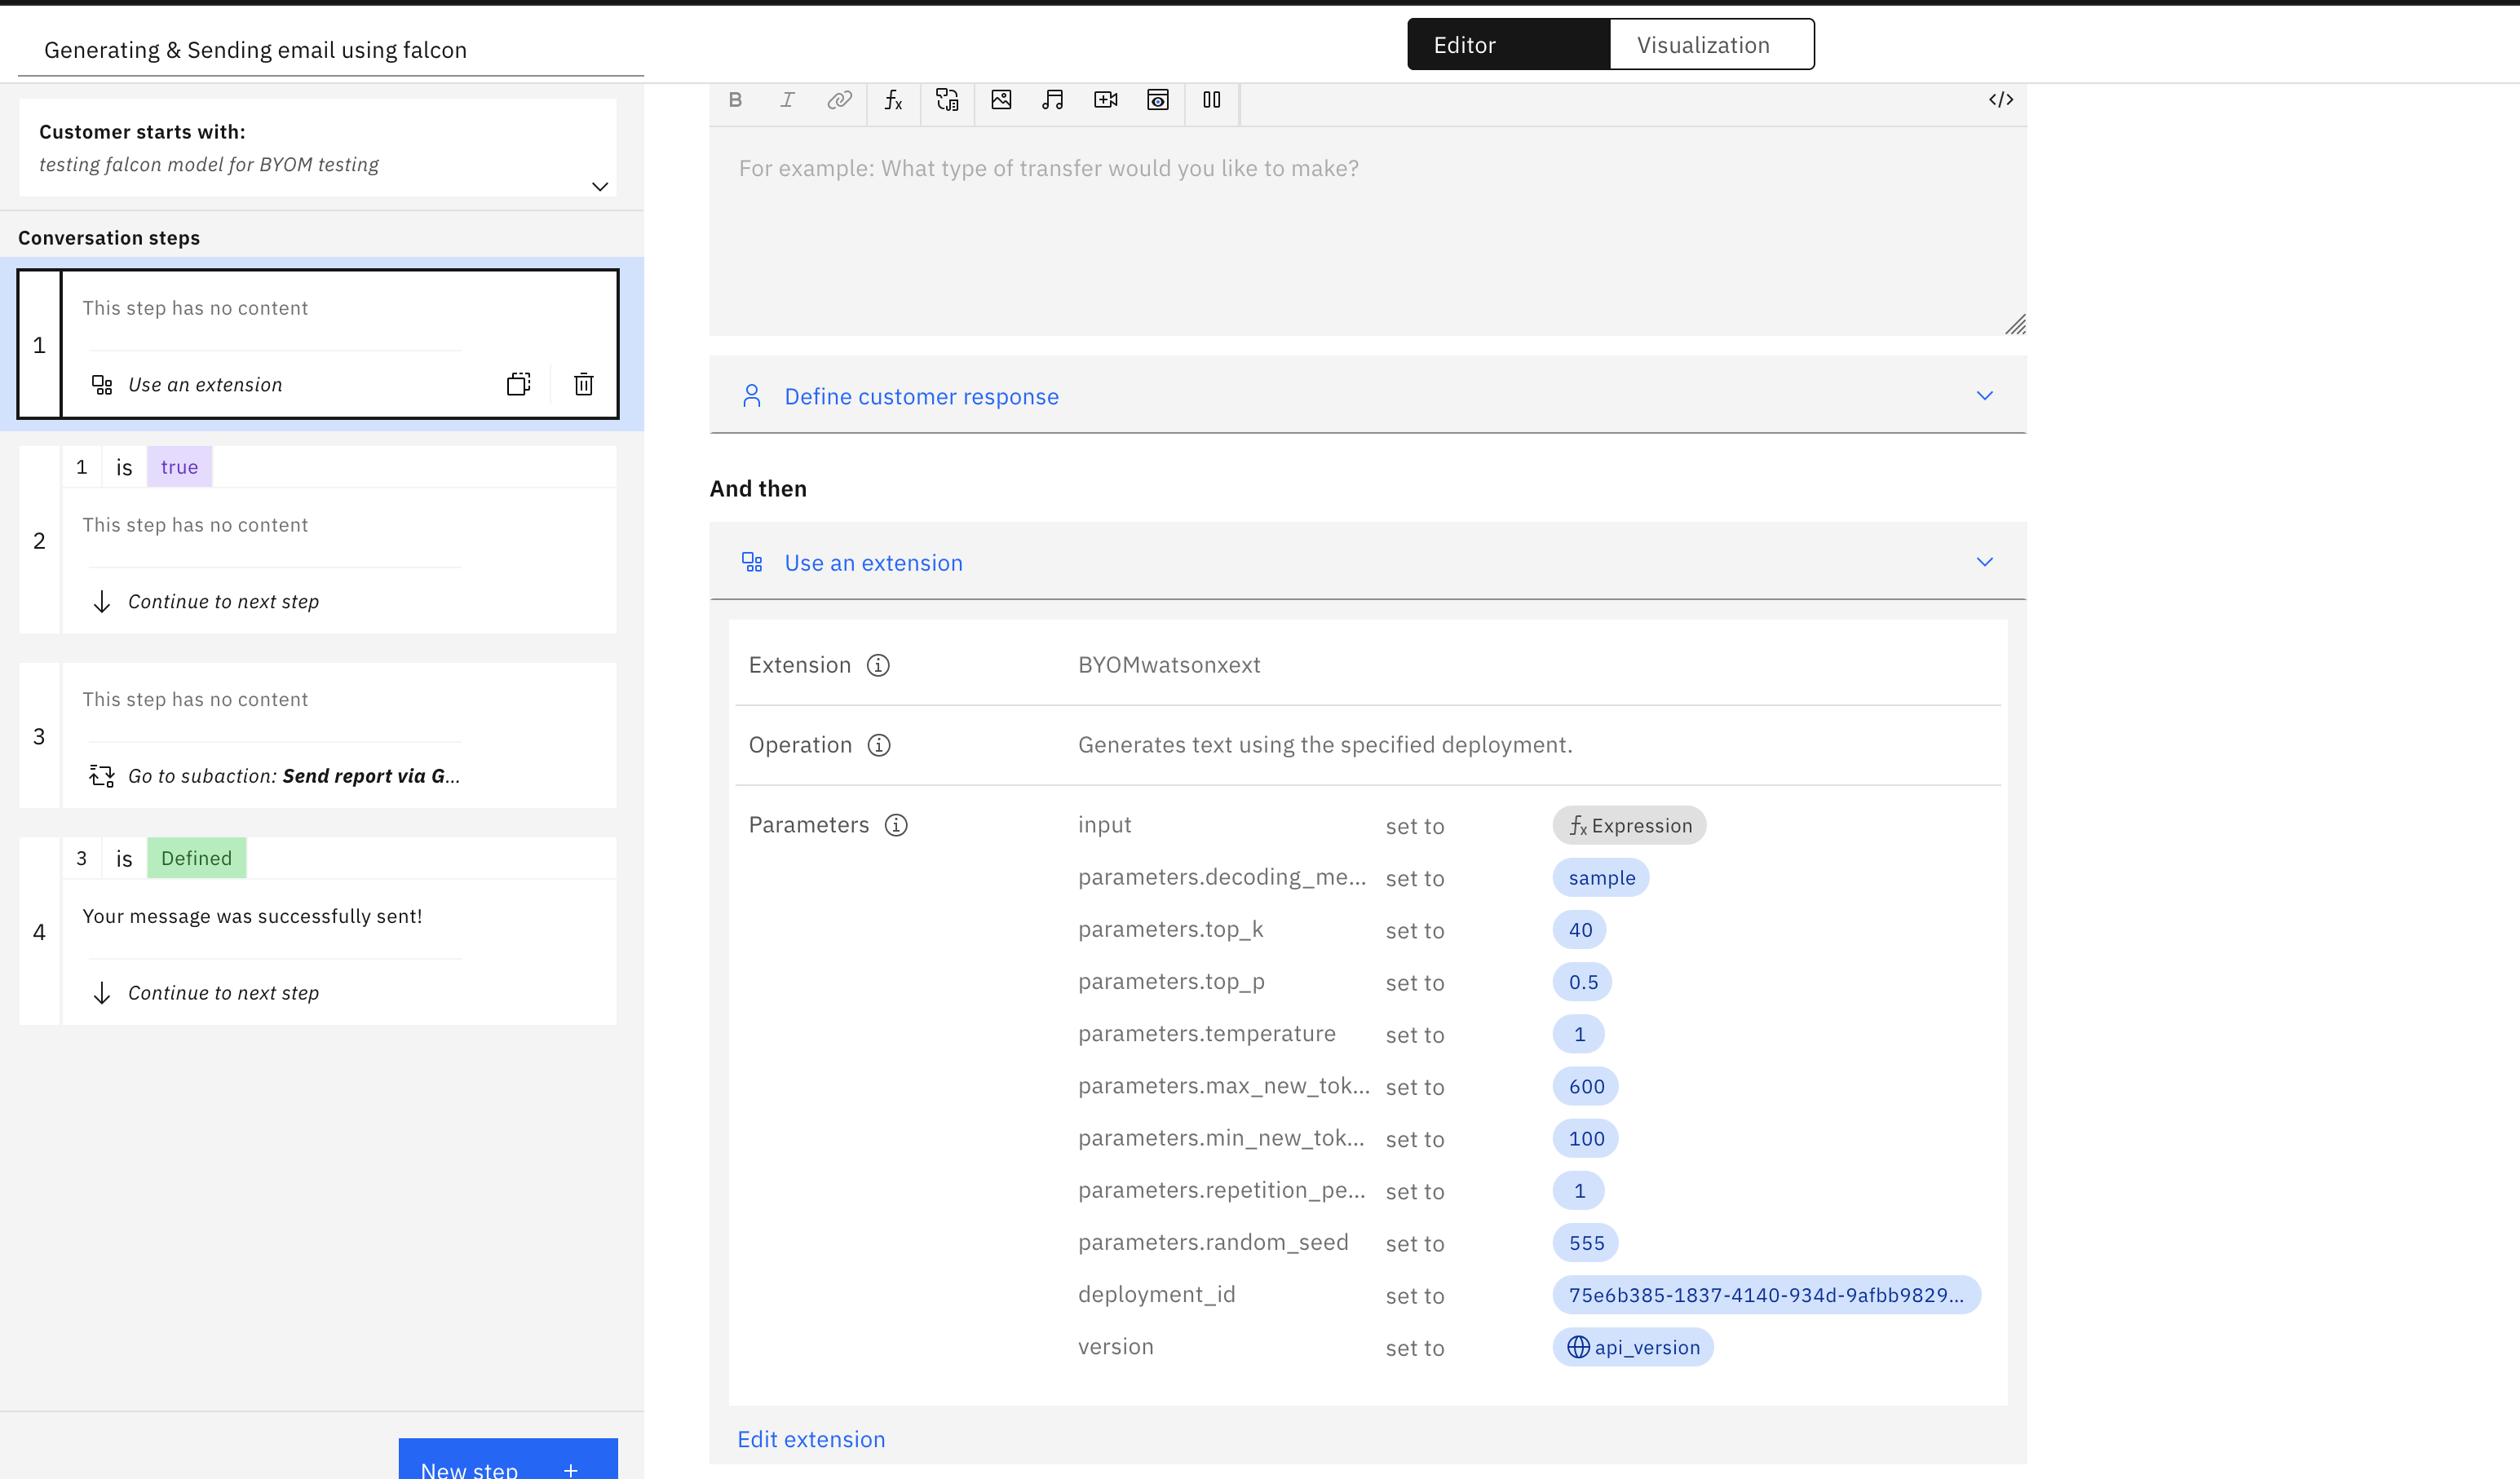 Generating & Sending email using falcon
Editor
Visualization
Customer starts with:
testing falcon model for BYOM testing
Conversation steps
1
This step has no content
Use an extension
1 is true
2
This step has no content
Continue to next step
3
This step has no content
Go to subaction: Send report via G...
3 is Defined
4
Your message was successfully sent!
Continue to next step
New step +
B I fx </>
For example: What type of transfer would you like to make?
Define customer response
And then
Use an extension
Extension BYOMwatsonxext
Operation Generates text using the specified deployment.
Parameters input set to fx Expression
parameters.decoding_me... set to sample
parameters.top_k set to 40
parameters.top_p set to 0.5
parameters.temperature set to 1
parameters.max_new_tok... set to 600
parameters.min_new_tok... set to 100
parameters.repetition_pe... set to 1
parameters.random_seed set to 555
deployment_id set to 75e6b385-1837-4140-934d-9afbb9829...
version set to api_version
Edit extension